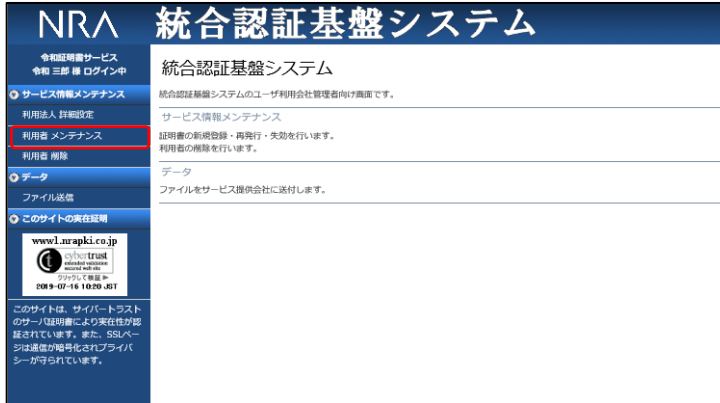 NRA 統合認証基盤システム
令和証明書サービス
令和 三郎 様 ログイン中
サービス情報メンテナンス
利用法人 詳細設定
利用者 メンテナンス
利用者 削除
データ
ファイル送信
このサイトの実在証明
www1.nrapki.co.jp
cybertrust
extended validation
secured web site
クリックして検証
2019-07-16 10:20 JST
このサイトは、サイバートラスト
のサーバ証明書により実在性が認
証されています。また、SSLペー
ジは通信が暗号化されプライバ
シーが守られています。
統合認証基盤システム
統合認証基盤システムのユーザ利用会社管理者向け画面です。
サービス情報メンテナンス
証明書の新規登録・再発行・失効を行います。
利用者の削除を行います。
データ
ファイルをサービス提供会社に送付します。